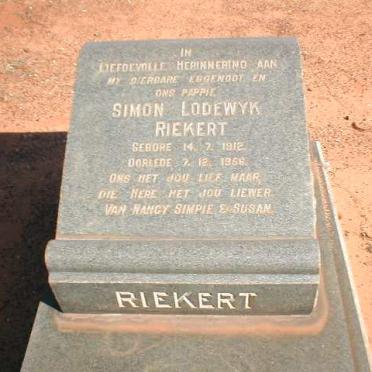 IN
LIEFDEVOLLE HERINNERING AAN
MY DIERBARE EGGENOOT EN
ONS PAPPIE
SIMON LODEWYK
RIEKERT
GEBORE 14. 7. 1912.
OORLEDE 7. 12. 1966.
ONS HET JOU LIEF MAAR,
DIE HERE HET JOU LIEWER.
VAN NANCY SIMPIE & SUSAN.
RIEKERT